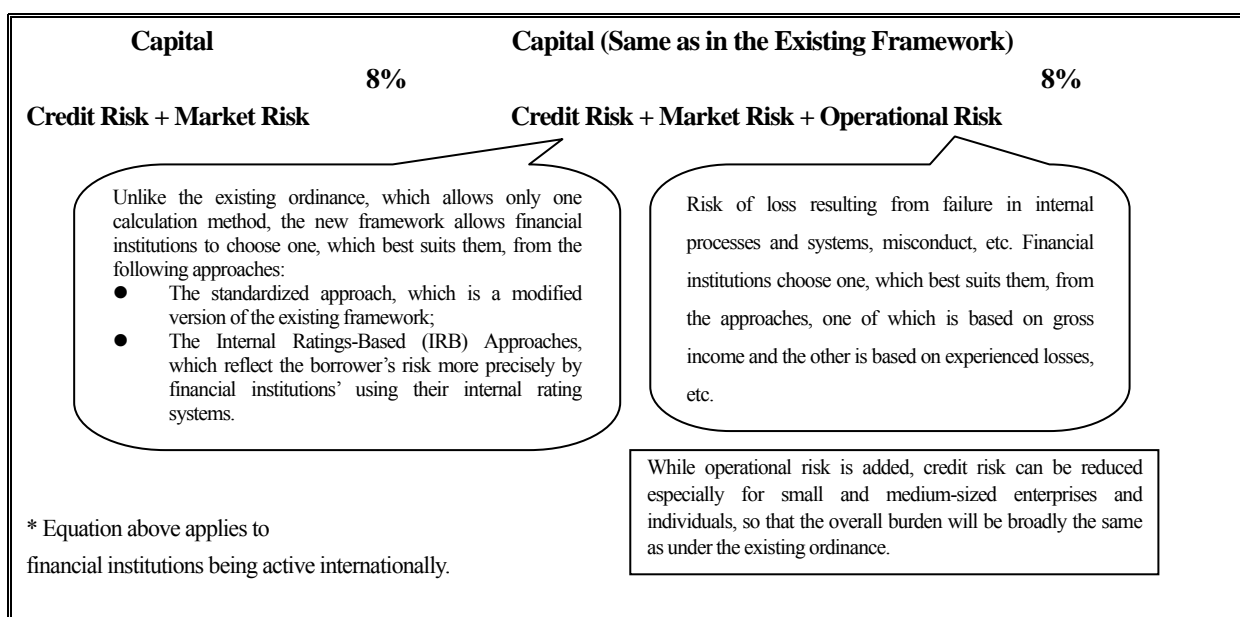 Capital
8%
Credit Risk + Market Risk
Capital (Same as in the Existing Framework)
8%
Credit Risk + Market Risk + Operational Risk
Unlike the existing ordinance, which allows only one
calculation method, the new framework allows financial
institutions to choose one, which best suits them, from the
following approaches:
● The standardized approach, which is a modified
version of the existing framework;
● The Internal Ratings-Based (IRB) Approaches,
which reflect the borrower's risk more precisely by
financial institutions' using their internal rating
systems.
Risk of loss resulting from failure in internal
processes and systems, misconduct, etc. Financial
institutions choose one, which best suits them, from
the approaches, one of which is based on gross
income and the other is based on experienced losses,
etc.
While operational risk is added, credit risk can be reduced
especially for small and medium-sized enterprises and
individuals, so that the overall burden will be broadly the same
as under the existing ordinance.
* Equation above applies to
financial institutions being active internationally.